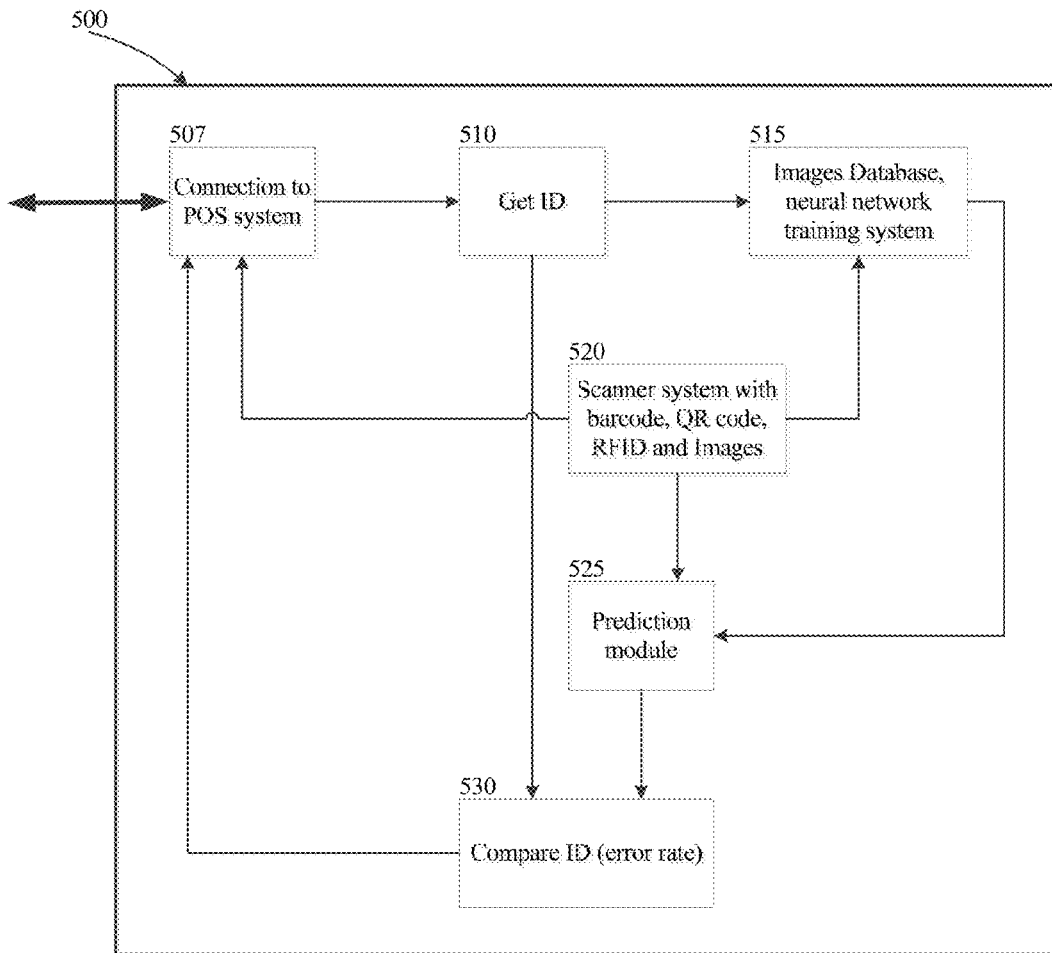 500
507
Connection to
POS system
510
Get ID
515
Images Database,
neural network
training system
520
Scanner system with
barcode, QR code,
RFID and Images
525
Prediction
module
530
Compare ID (error rate)